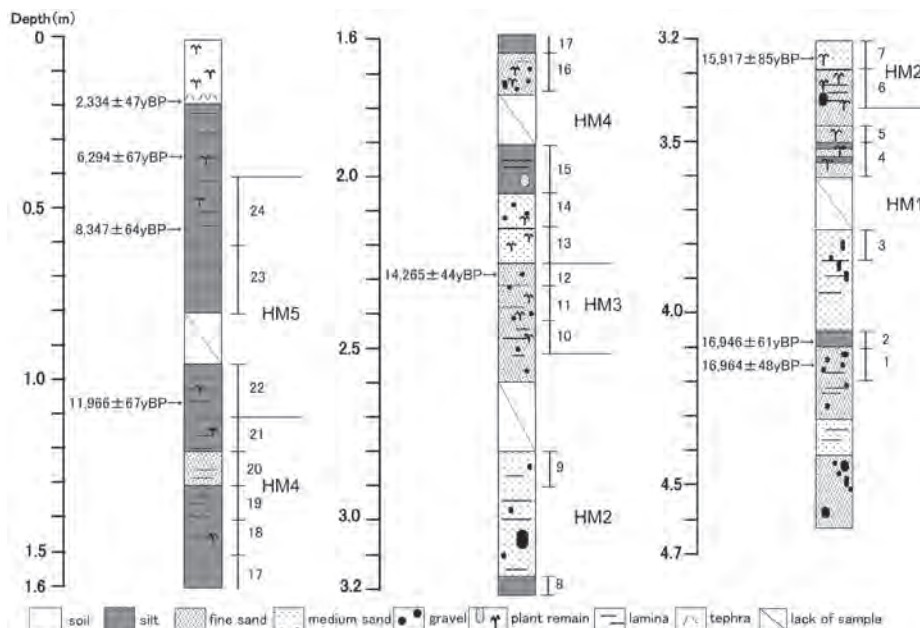 Depth(m)
0
2,334±47yBP
6,294±67yBP
0.5
8,347±64yBP
24
23
HM5
1.0
22
11,966±67yBP
21
20
HM4
19
1.5
18
17
1.6
1.6
17
16
HM4
2.0
15
14
13
14,265±44yBP
12
11
HM3
10
2.5
9
3.0
HM2
8
3.2
3.2
7
15,917±85yBP
HM2
6
5
3.5
4
HM1
3
4.0
2
16,946±61yBP
16,964±48yBP
1
4.5
4.7
soil silt fine sand medium sand gravel plant remain lamina tephra lack of sample